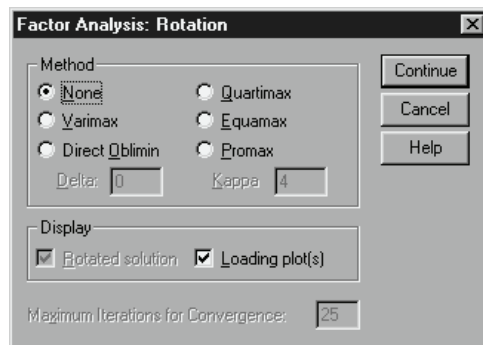 Factor Analysis: Rotation
Method
None
Quartimax
Varimax
Equamax
Direct Oblimin
Promax
Delta: 0
Kappa 4
Display
Rotated solution
Loading plot(s)
Maximum Iterations for Convergence: 25
Continue
Cancel
Help